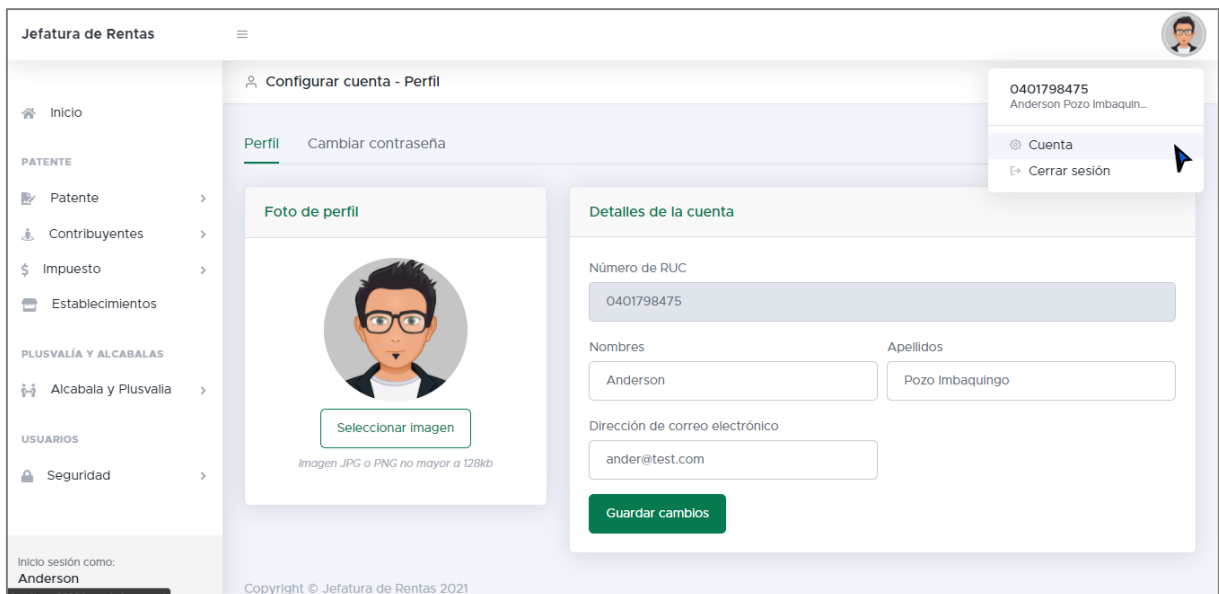 Jefatura de Rentas
Configurar cuenta - Perfil
0401798475
Anderson Pozo Imbaquin...
Cuenta
Cerrar sesión
Inicio
PATENTE
Patente
Contribuyentes
Impuesto
Establecimientos
PLUSVALÍA Y ALCABALAS
Alcabala y Plusvalia
USUARIOS
Seguridad
Inicio sesión como:
Anderson
Perfil Cambiar contraseña
Foto de perfil
Seleccionar imagen
Imagen JPG o PNG no mayor a 128kb
Detalles de la cuenta
Número de RUC
0401798475
Nombres Apellidos
Anderson Pozo Imbaquingo
Dirección de correo electrónico
ander@test.com
Guardar cambios
Copyright © Jefatura de Rentas 2021